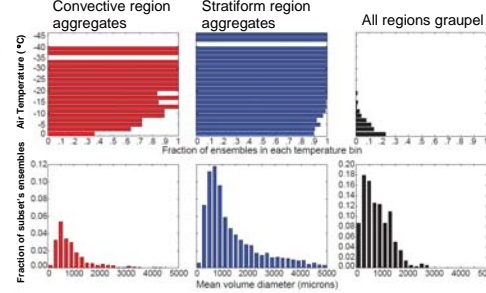 Convective region
aggregates
Stratiform region
aggregates
All regions graupel
Air Temperature (°C)
-45
-40
-35
-30
-25
-20
-15
-10
-5
0
0 .1 .2 .3 .4 .5 .6 .7 .8 .9 1
0 .1 .2 .3 .4 .5 .6 .7 .8 .9 1
0 .1 .2 .3 .4 .5 .6 .7 .8 .9 1
Fraction of ensembles in each temperature bin
Fraction of subset's ensembles
0.12
0.10
0.08
0.06
0.04
0.02
0
0.12
0.10
0.08
0.06
0.04
0.02
0.00
0.20
0.18
0.16
0.14
0.12
0.10
0.08
0.06
0.04
0.02
0.00
0 1000 2000 3000 4000 5000
0 1000 2000 3000 4000 5000
0 1000 2000 3000 4000 5000
Mean volume diameter (microns)